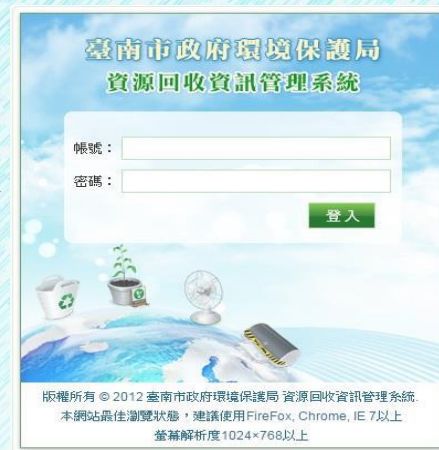 臺南市政府環境保護局
資源回收資訊管理系統
帳號：
密碼：
登入
版權所有 © 2012 臺南市政府環境保護局 資源回收資訊管理系統.
本網站最佳瀏覽狀態，建議使用FireFox, Chrome, IE 7以上
螢幕解析度1024×768以上